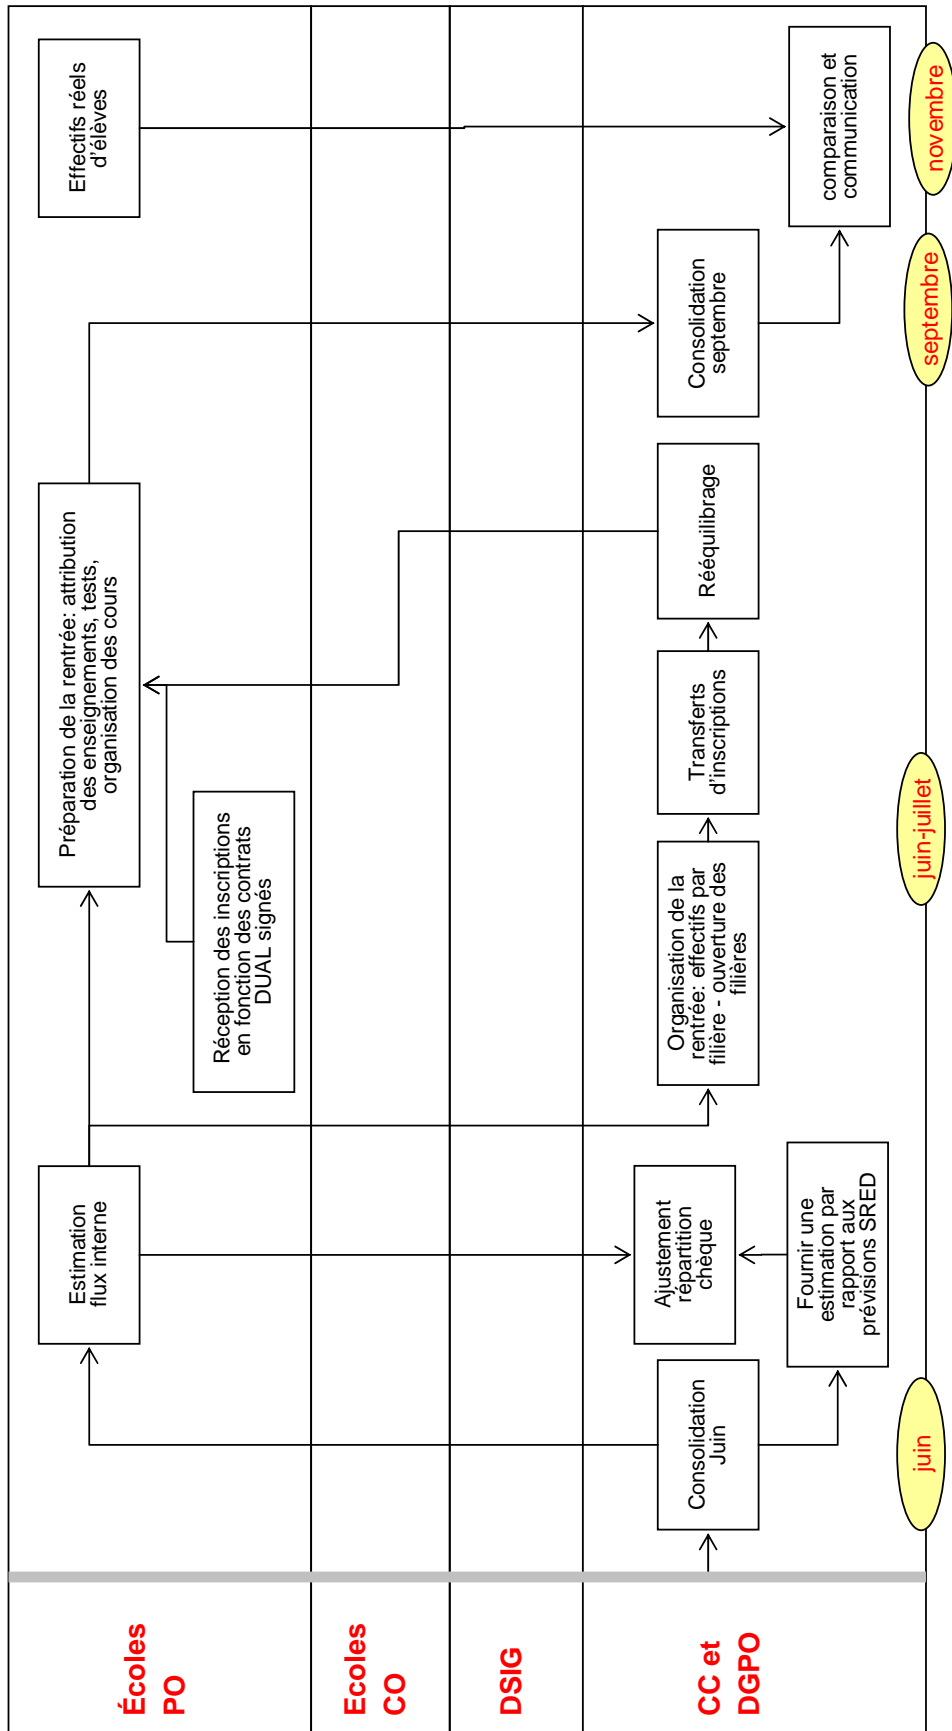 Écoles
PO
Estimation
flux interne
Préparation de la rentrée: attribution
des enseignements, tests,
organisation des cours
Effectifs réels
d'élèves
Réception des inscriptions
en fonction des contrats
DUAL signés
Ecoles
CO
DSIG
CC et
DGPO
Consolidation
Juin
Ajustement
répartition
chèque
Fournir une
estimation par
rapport aux
prévisions SRED
Organisation de la
rentrée: effectifs par
filière - ouverture des
filières
Transferts
d'inscriptions
Rééquilibrage
Consolidation
septembre
comparaison et
communication
juin
juin-juillet
septembre
novembre